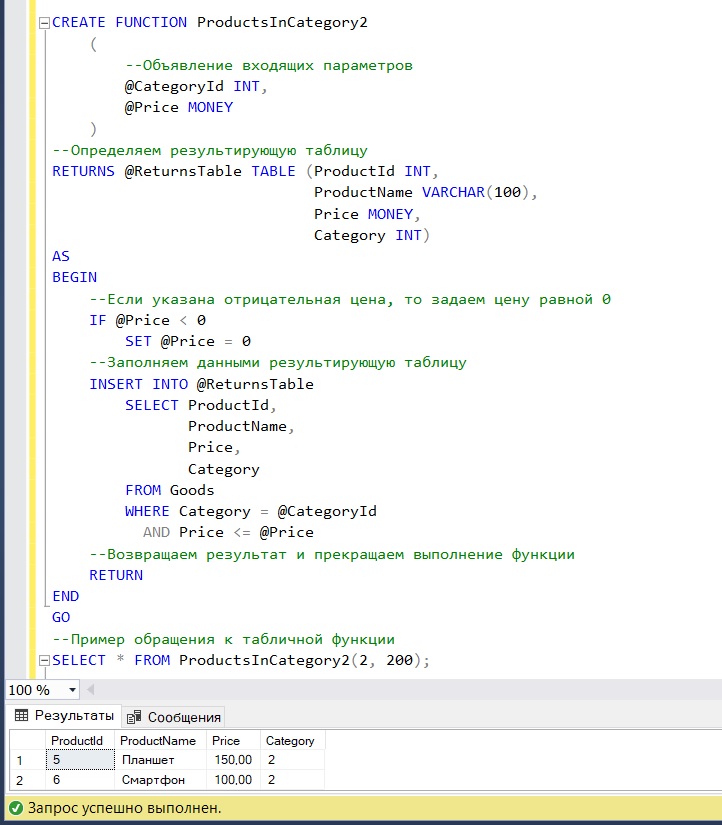 CREATE FUNCTION ProductsInCategory2
(
--Объявление входящих параметров
@CategoryId INT,
@Price MONEY
)
--Определяем результирующую таблицу
RETURNS @ReturnsTable TABLE (ProductId INT,
ProductName VARCHAR(100),
Price MONEY,
Category INT)
AS
BEGIN
--Если указана отрицательная цена, то задаем цену равной 0
IF @Price < 0
SET @Price = 0
--Заполняем данными результирующую таблицу
INSERT INTO @ReturnsTable
SELECT ProductId,
ProductName,
Price,
Category
FROM Goods
WHERE Category = @CategoryId
AND Price <= @Price
--Возвращаем результат и прекращаем выполнение функции
RETURN
END
GO
--Пример обращения к табличной функции
SELECT * FROM ProductsInCategory2(2, 200);
100 %
Результаты Сообщения
ProductId ProductName Price Category
1 5 Планшет 150,00 2
2 6 Смартфон 100,00 2
Запрос успешно выполнен.